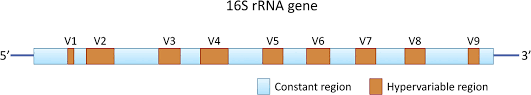 16S rRNA gene
V1 V2 V3 V4 V5 V6 V7 V8 V9
5′ 3′
Constant region Hypervariable region